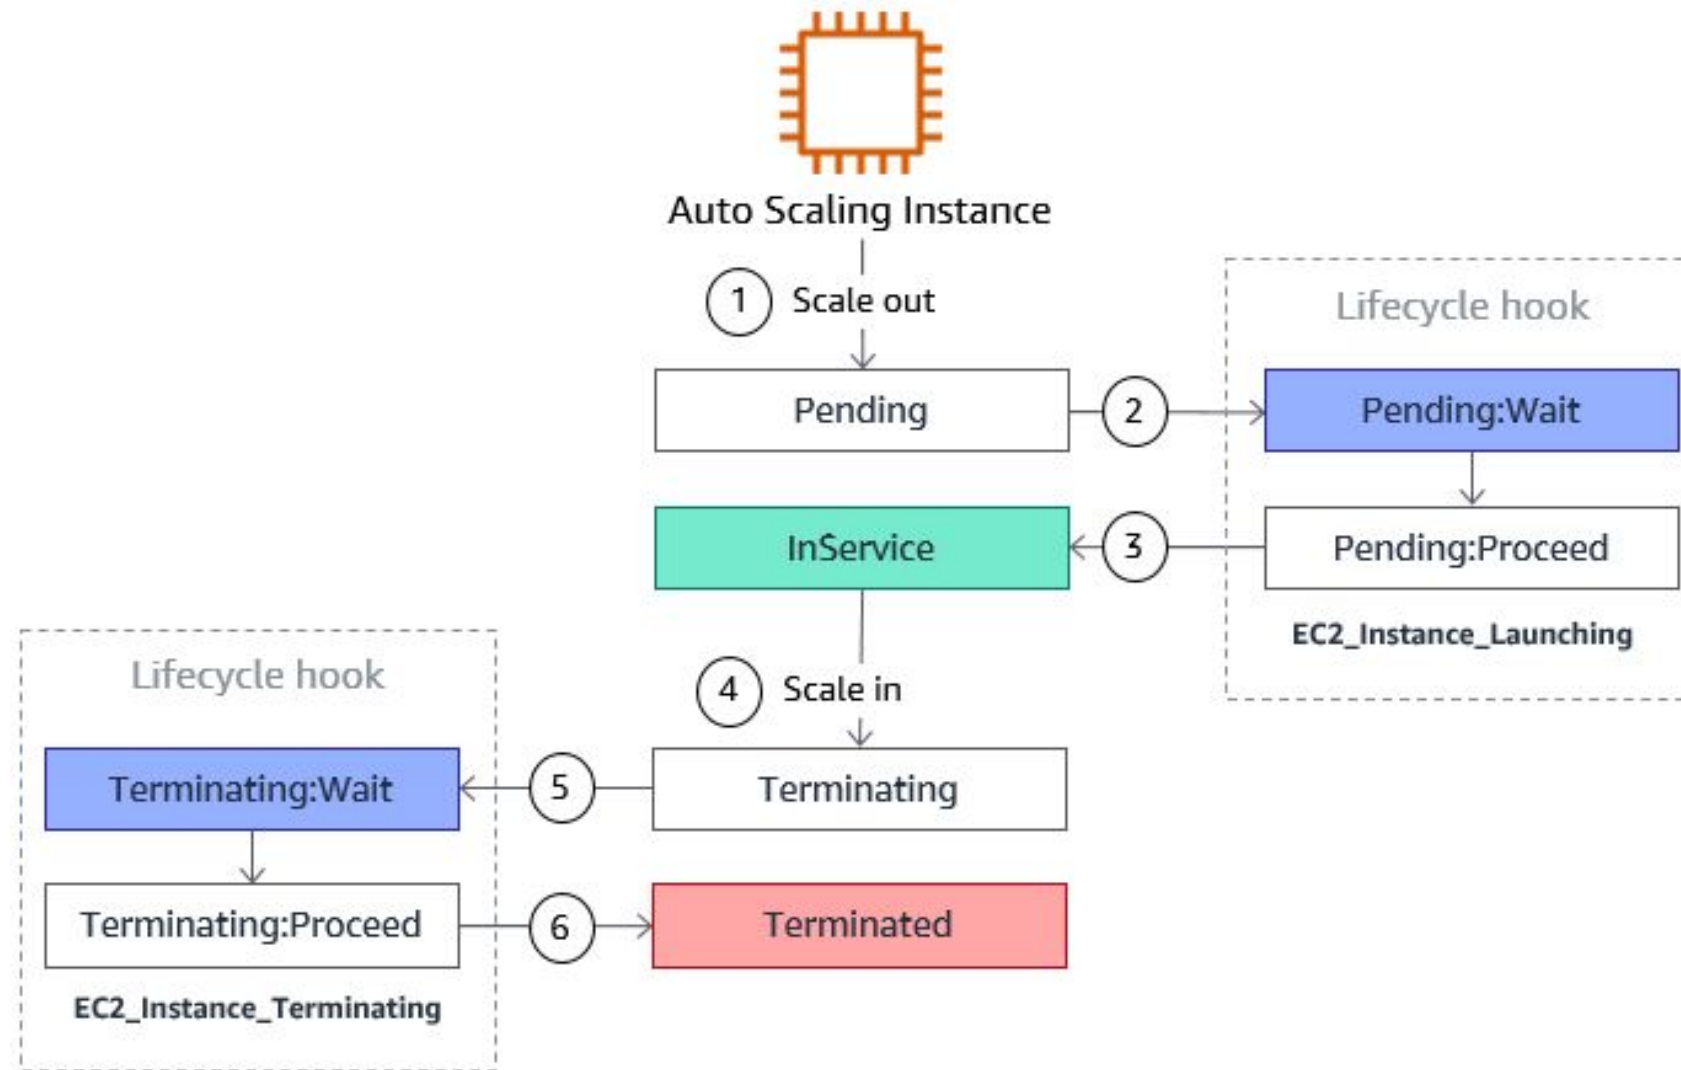 Auto Scaling Instance
1 Scale out
Lifecycle hook
Pending
2
Pending:Wait
InService
3
Pending:Proceed
EC2_Instance_Launching
Lifecycle hook
4 Scale in
Terminating:Wait
5
Terminating
Terminating:Proceed
6
Terminated
EC2_Instance_Terminating